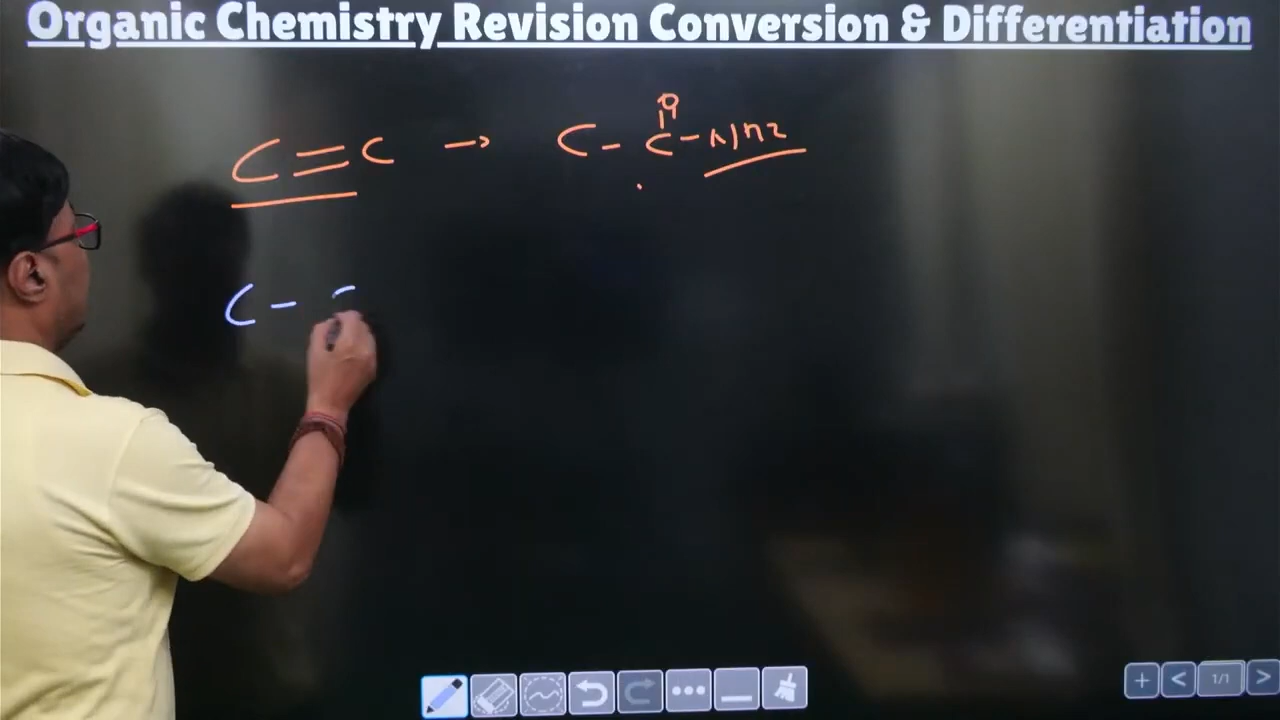 Organic Chemistry Revision Conversion & Differentiation
C=C → C-C-NH2
O
C -
1/1